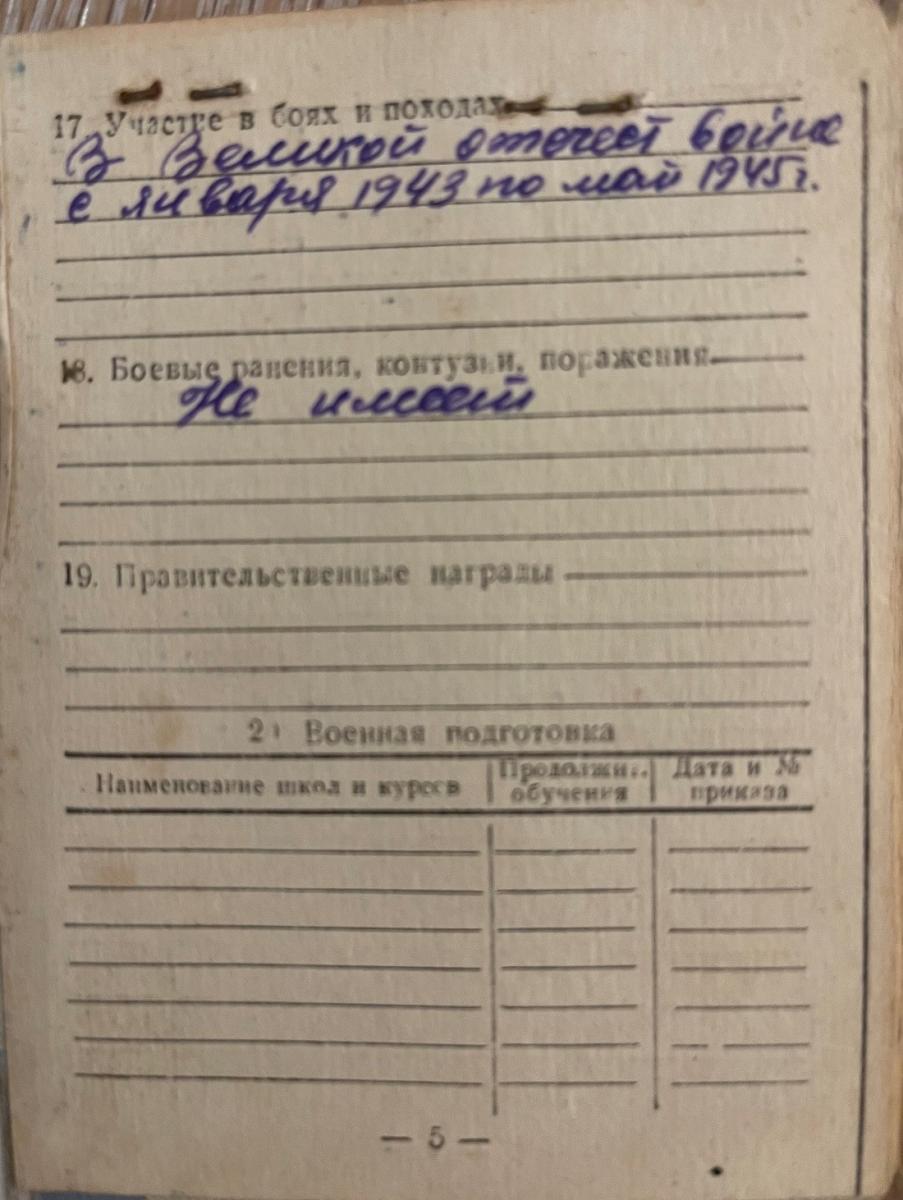 17. Участие в боях и походах
В Великой отечест войне
с января 1943 по май 1945 г.
18. Боевые ранения, контузии, поражения
Не имеет
19. Правительственные награды
2) Военная подготовка
Наименование школ и курсов | Продолжит. обучения | Дата и № приказа
— 5 —